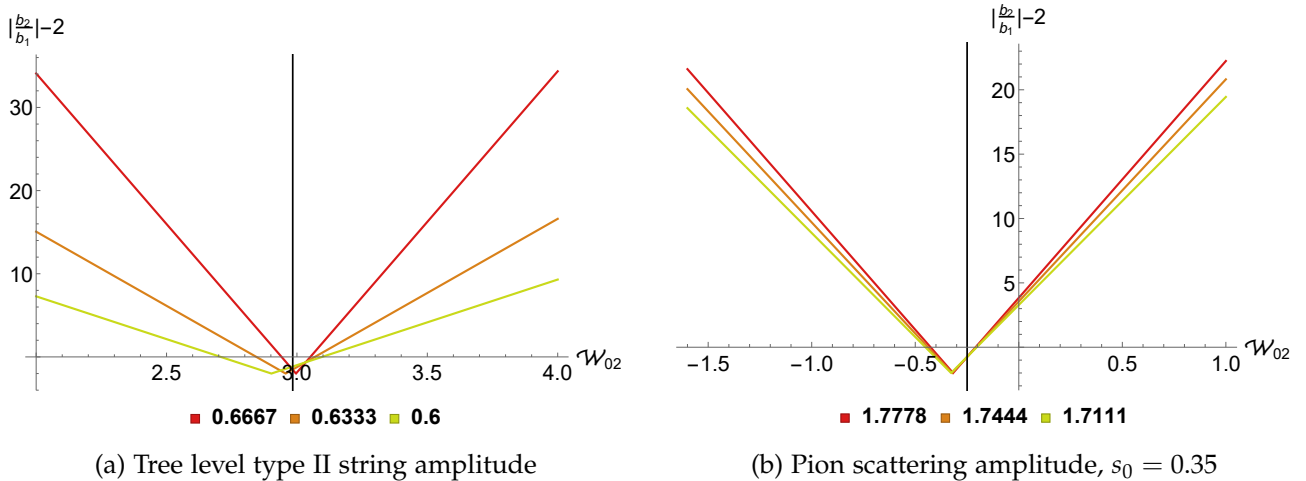 |b2/b1|-2
30
20
10
2.5 3.0 3.5 4.0 𝒲02
0.6667 0.6333 0.6
(a) Tree level type II string amplitude
|b2/b1|-2
20
15
10
5
-1.5 -1.0 -0.5 0.5 1.0 𝒲02
1.7778 1.7444 1.7111
(b) Pion scattering amplitude, s0 = 0.35